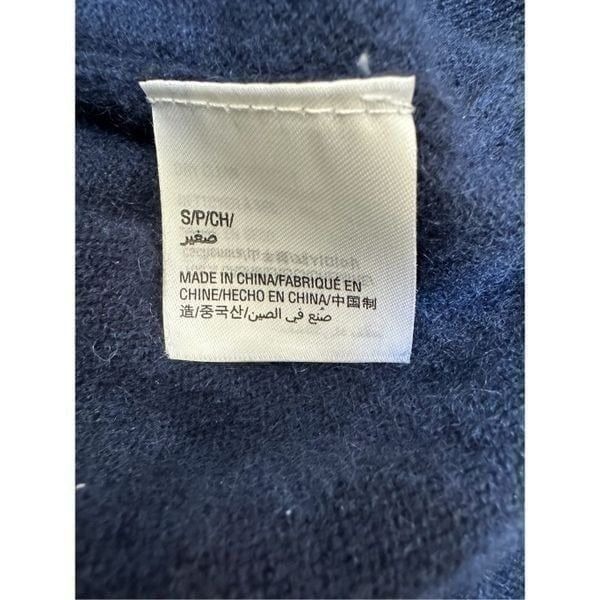 S/P/CH/
صغير
MADE IN CHINA/FABRIQUÉ EN
CHINE/HECHO EN CHINA/中国制
造/중국산/صُنع في الصين